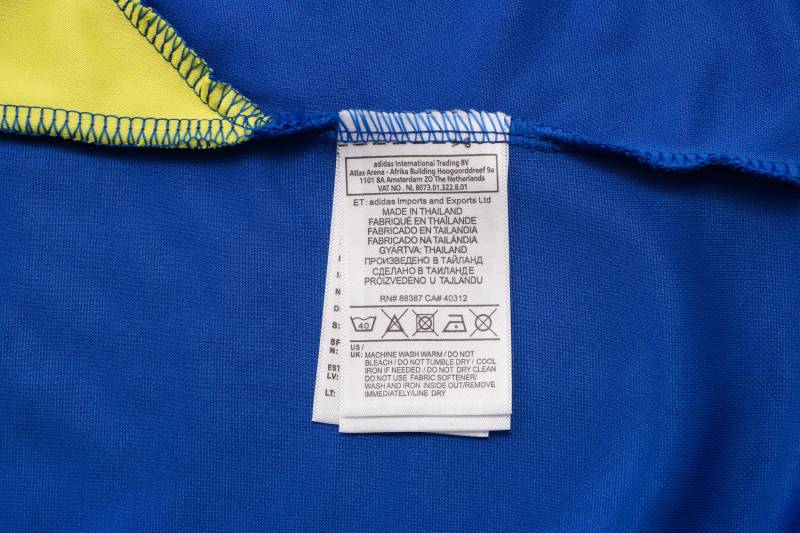 adidas International Trading BV
Atlas Arena - Afrika Building Hoogoorddreef 9a
1101 BA Amsterdam ZO The Netherlands
VAT NO . NL 8073.01.322.8.01
ET: adidas Imports and Exports Ltd
MADE IN THAILAND
FABRIQUÉ EN THAÏLANDE
FABRICADO EN TAILANDIA
FABRICADO NA TAILÂNDIA
GYÁRTVA: THAILAND
ПРОИЗВЕДЕНО В ТАЙЛАНД
СДЕЛАНО В ТАИЛАНДЕ
PROIZVEDENO U TAJLANDU
RN# 88387 CA# 40312
40
US /
UK: MACHINE WASH WARM / DO NOT
BLEACH / DO NOT TUMBLE DRY / COOL
IRON IF NEEDED / DO NOT DRY CLEAN
DO NOT USE FABRIC SOFTENER/
WASH AND IRON INSIDE OUT/REMOVE
IMMEDIATELY/LINE DRY
N:
EST
LV:
LT: